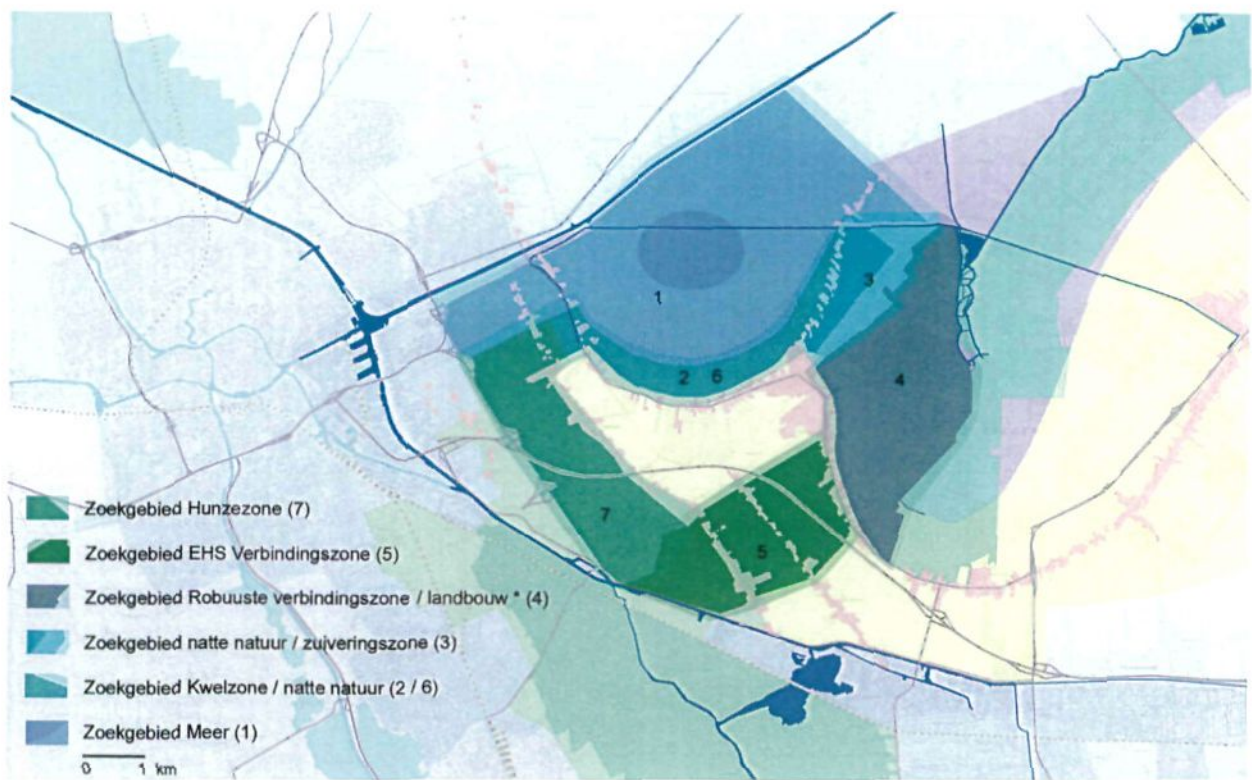 1
3
2 6
4
7
5
Zoekgebied Hunzezone (7)
Zoekgebied EHS Verbindingszone (5)
Zoekgebied Robuuste verbindingszone / landbouw * (4)
Zoekgebied natte natuur / zuiveringszone (3)
Zoekgebied Kwelzone / natte natuur (2 / 6)
Zoekgebied Meer (1)
0 1 km